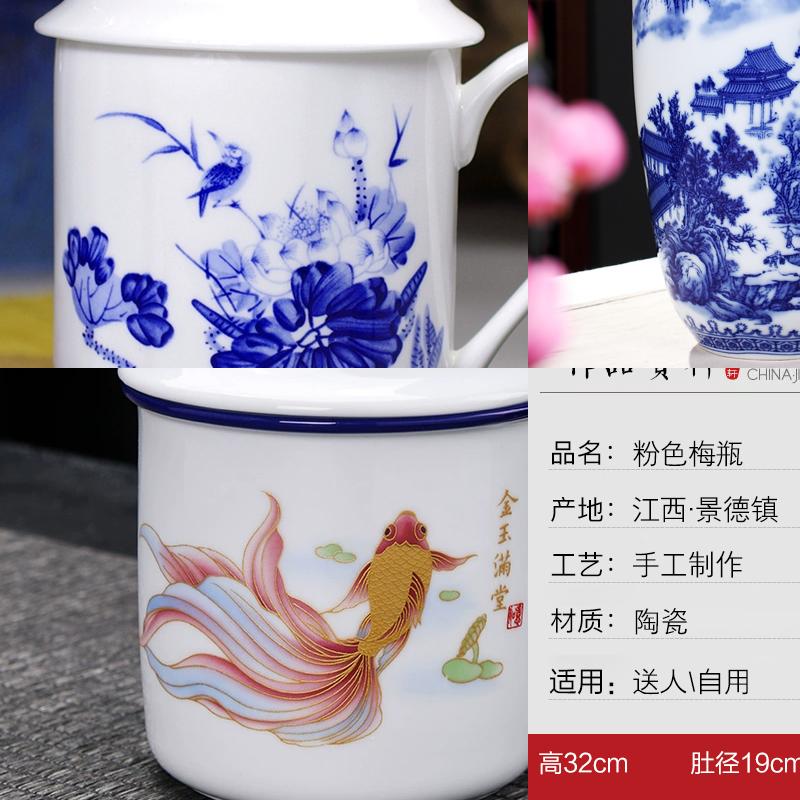 CHINA·JI
金玉满堂
品名：粉色梅瓶
产地：江西·景德镇
工艺：手工制作
材质：陶瓷
适用：送人\自用
高32cm 肚径19cm